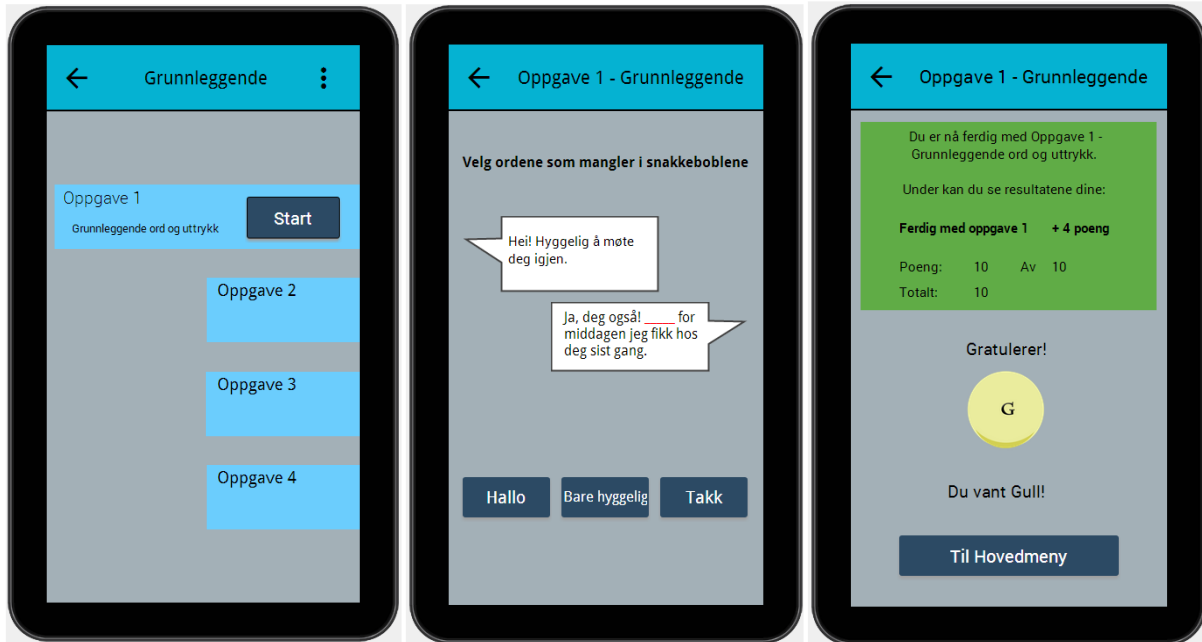 Grunnleggende
Oppgave 1
Grunnleggende ord og uttrykk
Start
Oppgave 2
Oppgave 3
Oppgave 4
Oppgave 1 - Grunnleggende
Velg ordene som mangler i snakkeboblene
Hei! Hyggelig å møte
deg igjen.
Ja, deg også! _____ for
middagen jeg fikk hos
deg sist gang.
Hallo
Bare hyggelig
Takk
Oppgave 1 - Grunnleggende
Du er nå ferdig med Oppgave 1 -
Grunnleggende ord og uttrykk.
Under kan du se resultatene dine:
Ferdig med oppgave 1 + 4 poeng
Poeng: 10 Av 10
Totalt: 10
Gratulerer!
G
Du vant Gull!
Til Hovedmeny